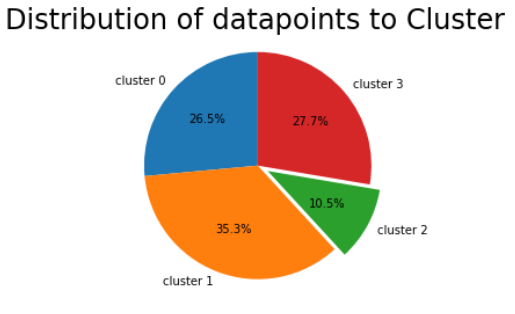 Distribution of datapoints to Cluster
cluster 0
cluster 3
26.5%
27.7%
10.5%
cluster 2
35.3%
cluster 1